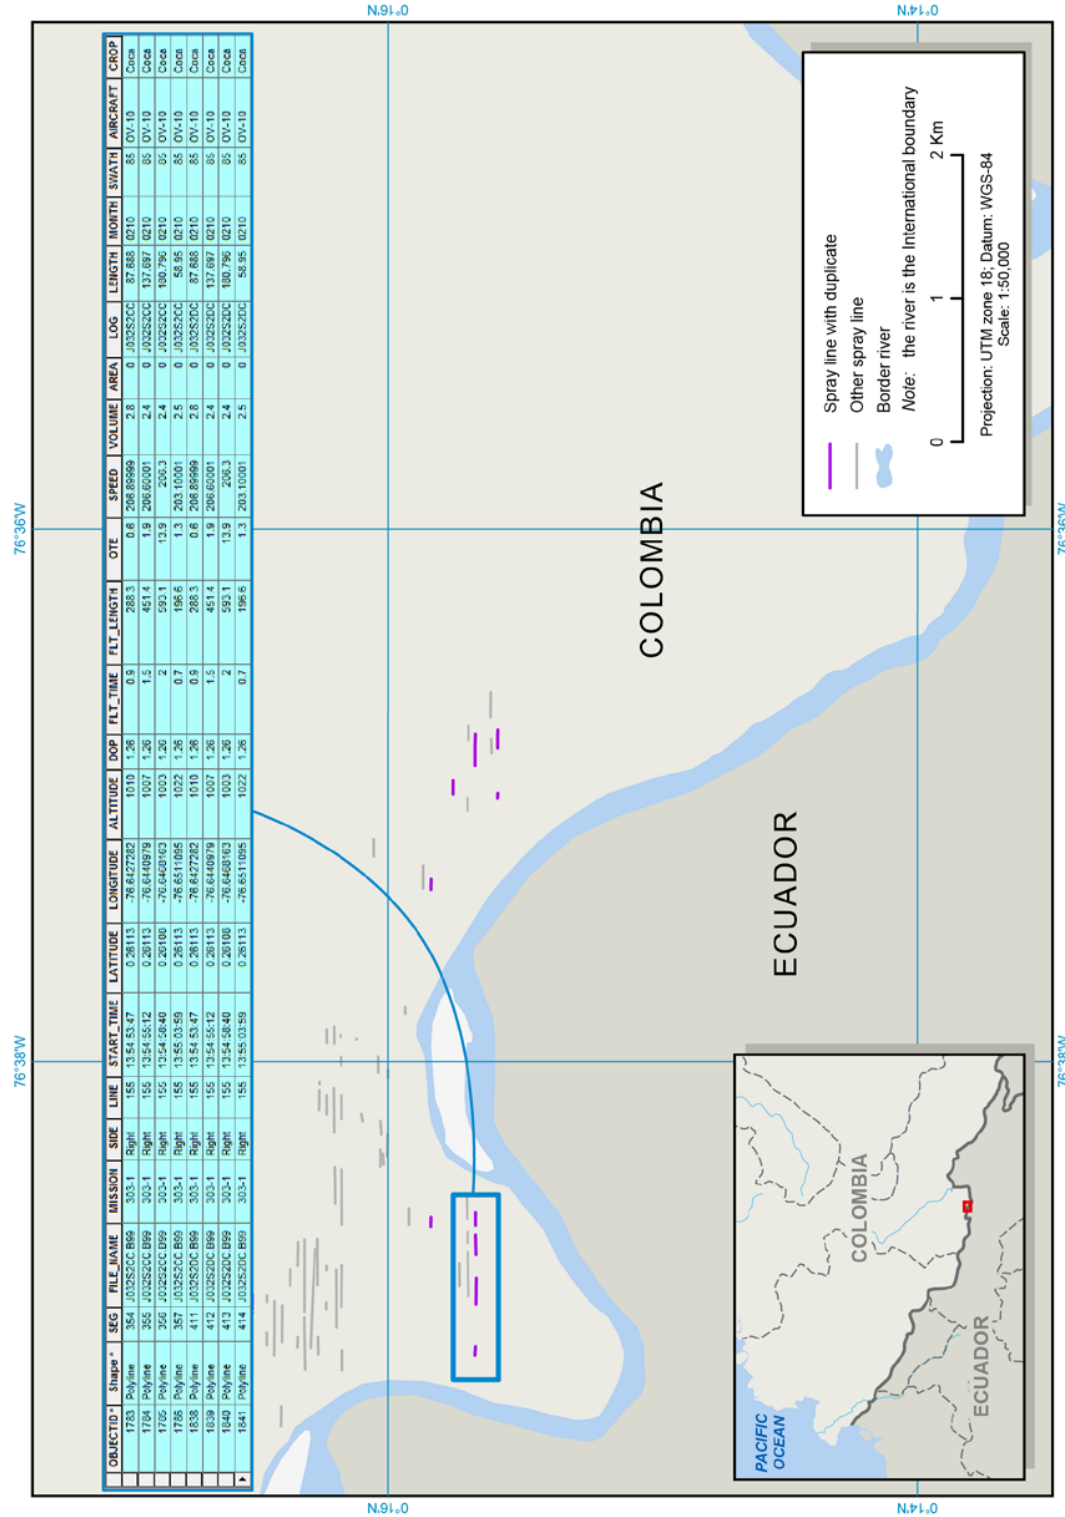 OBJECTID * Shape * SEG FILE_NAME MISSION SIDE LINE START_TIME LATITUDE LONGITUDE ALTITUDE DOP FLT_TIME FLT_LENGTH OTE SPEED VOLUME AREA LOG LENGTH MONTH SWATH AIRCRAFT CROP
1783 Polyline 354 J032S2CC.B99 303-1 Right 155 13:54:53:47 0.26113 -76.6427282 1010 1.26 0.9 288.3 0.6 206.89999 2.8 0 J032S2CC 87.688 0210 85 OV-10 Coca
1784 Polyline 355 J032S2CC.B99 303-1 Right 155 13:54:55:12 0.26113 -76.6440979 1007 1.26 1.5 451.4 1.9 206.60001 2.4 0 J032S2CC 137.697 0210 85 OV-10 Coca
1785 Polyline 356 J032S2CC.B99 303-1 Right 155 13:54:58:40 0.26108 -76.6468163 1003 1.26 2 593.1 13.9 206.3 2.4 0 J032S2CC 180.796 0210 85 OV-10 Coca
1786 Polyline 357 J032S2CC.B99 303-1 Right 155 13:55:03:59 0.26113 -76.6511095 1022 1.26 0.7 196.6 1.3 203.10001 2.5 0 J032S2CC 58.95 0210 85 OV-10 Coca
1838 Polyline 411 J032S2DC.B99 303-1 Right 155 13:54:53:47 0.26113 -76.6427282 1010 1.26 0.9 288.3 0.6 206.89999 2.8 0 J032S2DC 87.688 0210 85 OV-10 Coca
1839 Polyline 412 J032S2DC.B99 303-1 Right 155 13:54:55:12 0.26113 -76.6440979 1007 1.26 1.5 451.4 1.9 206.60001 2.4 0 J032S2DC 137.697 0210 85 OV-10 Coca
1840 Polyline 413 J032S2DC.B99 303-1 Right 155 13:54:58:40 0.26108 -76.6468163 1003 1.26 2 593.1 13.9 206.3 2.4 0 J032S2DC 180.796 0210 85 OV-10 Coca
1841 Polyline 414 J032S2DC.B99 303-1 Right 155 13:55:03:59 0.26113 -76.6511095 1022 1.26 0.7 196.6 1.3 203.10001 2.5 0 J032S2DC 58.95 0210 85 OV-10 Coca
76°38'W
76°36'W
0°16'N
0°16'N
COLOMBIA
ECUADOR
PACIFIC
OCEAN
COLOMBIA
ECUADOR
Spray line with duplicate
Other spray line
Border river
Note: the river is the International boundary
0 1 2 Km
Projection: UTM zone 18; Datum: WGS-84
Scale: 1:50,000
0°14'N
0°14'N
76°38'W
76°36'W